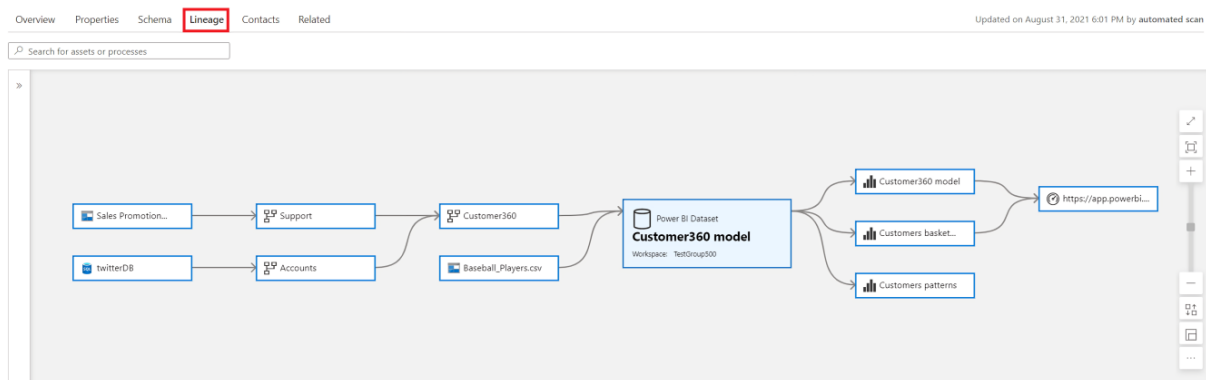 Overview Properties Schema Lineage Contacts Related Updated on August 31, 2021 6:01 PM by automated scan
Search for assets or processes
Customer360 model
https://app.powerbi....
Sales Promotion... Support Customer360 Power BI Dataset
Customer360 model Customers basket...
Workspace: TestGroup500
twitterDB Accounts Baseball_Players.csv
Customers patterns